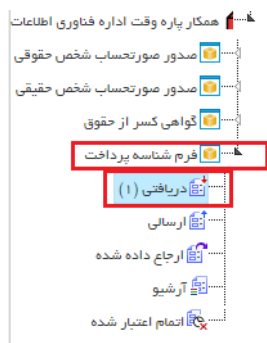 همکار پاره وقت اداره فناوری اطلاعات
صدور صورتحساب شخص حقوقی
صدور صورتحساب شخص حقیقی
گواهی کسر از حقوق
فرم شناسه پرداخت
دریافتی (۱)
ارسالی
ارجاع داده شده
آرشیو
اتمام اعتبار شده